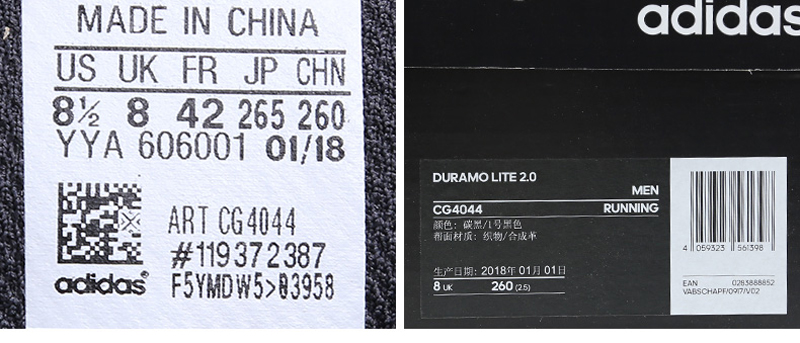 MADE IN CHINA
US UK FR JP CHN
8½ 8 42 265 260
YYA 606001 01/18
ART CG4044
#119372387
adidas®
F5YMDW5>03958
adidas
DURAMO LITE 2.0
MEN
CG4044 RUNNING
颜色: 碳黑/1号黑色
帮面材质: 织物/合成革
生产日期: 2018年 01月 01日
8 UK 260 (2.5)
4 059323 561398
EAN 0283888852
VABSCHAPF/0917/V02